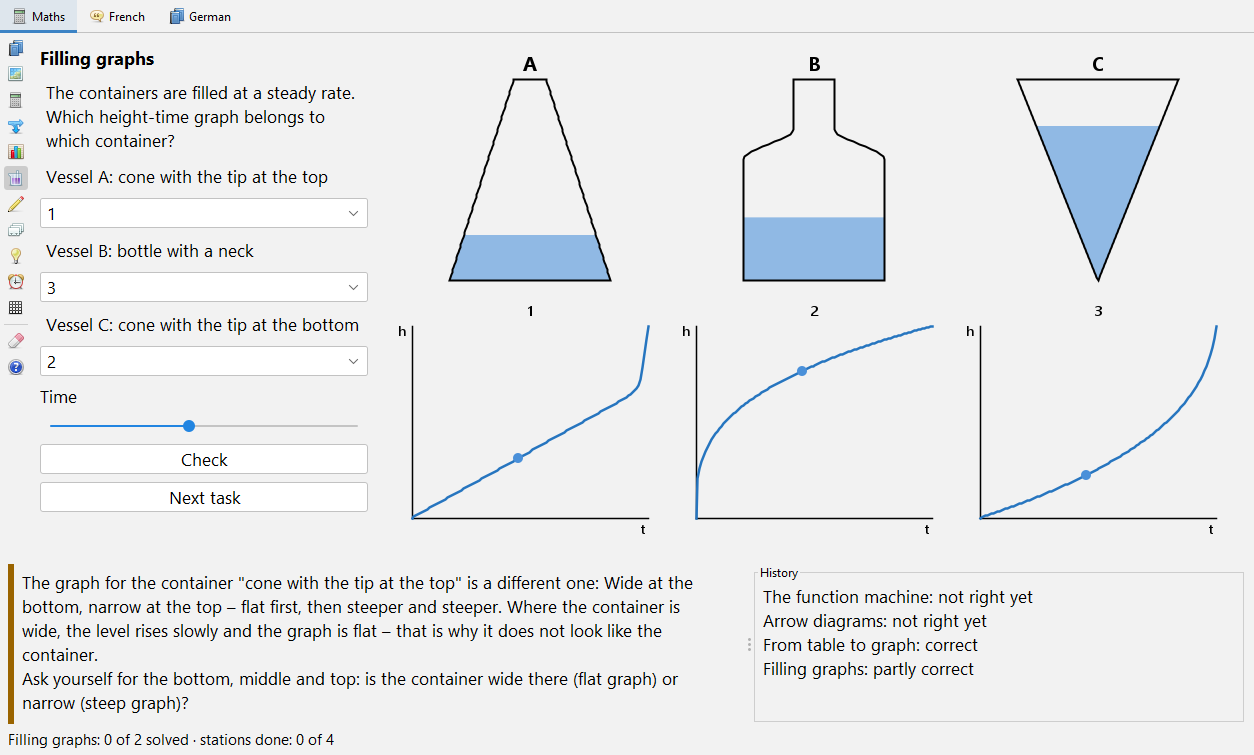 Maths French German
Filling graphs
The containers are filled at a steady rate.
Which height-time graph belongs to
which container?
Vessel A: cone with the tip at the top
1
Vessel B: bottle with a neck
3
Vessel C: cone with the tip at the bottom
2
Time
Check
Next task
A B C
1 2 3
h h h
t t t
The graph for the container "cone with the tip at the top" is a different one: Wide at the
bottom, narrow at the top – flat first, then steeper and steeper. Where the container is
wide, the level rises slowly and the graph is flat – that is why it does not look like the
container.
Ask yourself for the bottom, middle and top: is the container wide there (flat graph) or
narrow (steep graph)?
History
The function machine: not right yet
Arrow diagrams: not right yet
From table to graph: correct
Filling graphs: partly correct
Filling graphs: 0 of 2 solved · stations done: 0 of 4